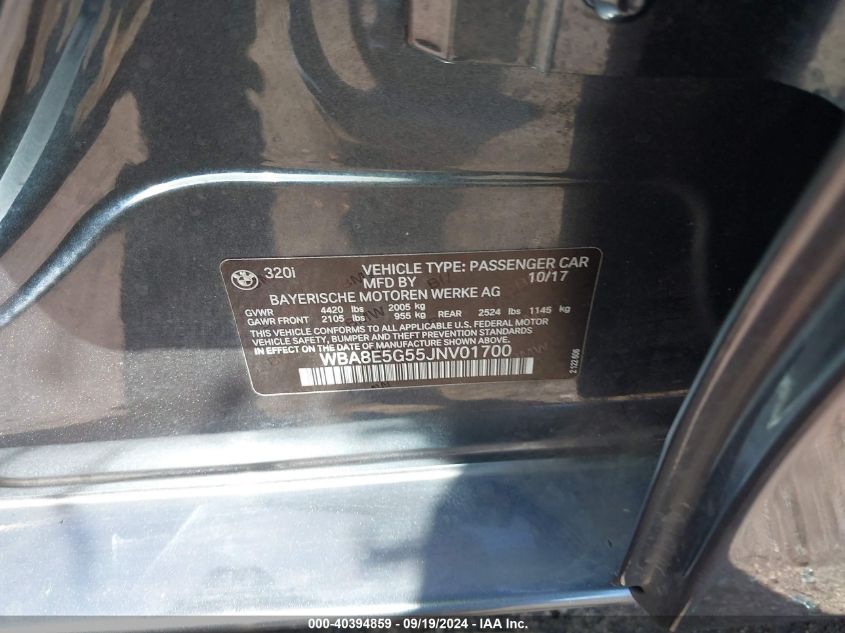 320i VEHICLE TYPE: PASSENGER CAR
MFD BY 10/17
BAYERISCHE MOTOREN WERKE AG
GVWR 4420 lbs 2005 kg
GAWR FRONT 2105 lbs 955 kg REAR 2524 lbs 1145 kg
THIS VEHICLE CONFORMS TO ALL APPLICABLE U.S. FEDERAL MOTOR
VEHICLE SAFETY, BUMPER AND THEFT PREVENTION STANDARDS
IN EFFECT ON THE DATE OF MANUFACTURE SHOWN ABOVE.
WBA8E5G55JNV01700
000-40394859 - 09/19/2024 - IAA Inc.